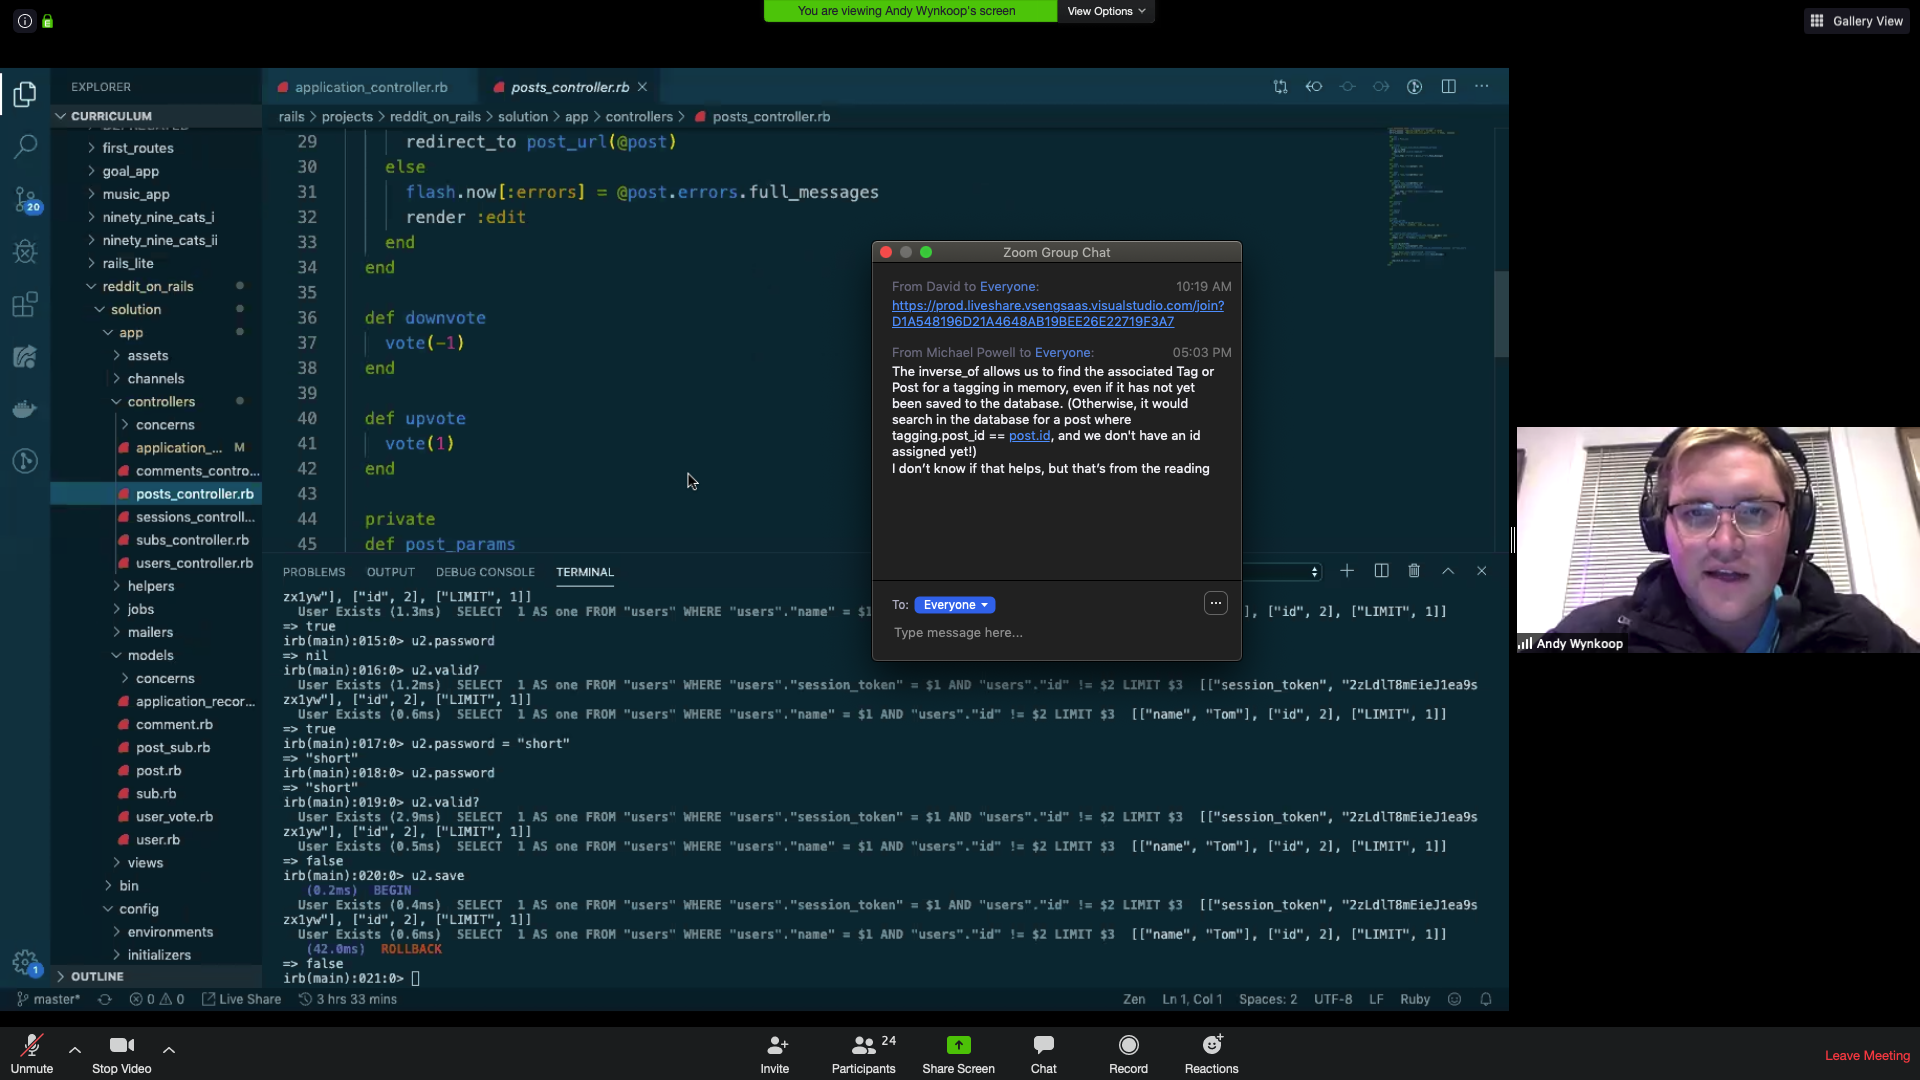 You are viewing Andy Wynkoop's screen
View Options
Gallery View
EXPLORER
CURRICULUM
first_routes
goal_app
music_app
ninety_nine_cats_i
ninety_nine_cats_ii
rails_lite
reddit_on_rails
solution
app
assets
channels
controllers
concerns
application_... M
comments_contro...
posts_controller.rb
sessions_controll...
subs_controller.rb
users_controller.rb
helpers
jobs
mailers
models
concerns
application_recor...
comment.rb
post_sub.rb
post.rb
sub.rb
user_vote.rb
user.rb
views
bin
config
environments
initializers
OUTLINE
20
1
application_controller.rb
posts_controller.rb
rails > projects > reddit_on_rails > solution > app > controllers > posts_controller.rb
29 redirect_to post_url(@post)
30 else
31 flash.now[:errors] = @post.errors.full_messages
32 render :edit
33 end
34 end
35
36 def downvote
37 vote(-1)
38 end
39
40 def upvote
41 vote(1)
42 end
43
44 private
45 def post_params
Zoom Group Chat
From David to Everyone: 10:19 AM
https://prod.liveshare.vsengsaas.visualstudio.com/join?
D1A548196D21A4648AB19BEE26E22719F3A7
From Michael Powell to Everyone: 05:03 PM
The inverse_of allows us to find the associated Tag or
Post for a tagging in memory, even if it has not yet
been saved to the database. (Otherwise, it would
search in the database for a post where
tagging.post_id == post.id, and we don't have an id
assigned yet!)
I don't know if that helps, but that's from the reading
To: Everyone
Type message here...
PROBLEMS OUTPUT DEBUG CONSOLE TERMINAL
zx1yw"], ["id", 2], ["LIMIT", 1]]
User Exists (1.3ms) SELECT 1 AS one FROM "users" WHERE "users"."name" = $1 ], ["id", 2], ["LIMIT", 1]]
=> true
irb(main):015:0> u2.password
=> nil
irb(main):016:0> u2.valid?
User Exists (1.2ms) SELECT 1 AS one FROM "users" WHERE "users"."session_token" = $1 AND "users"."id" != $2 LIMIT $3 [["session_token", "2zLdlT8mEieJ1ea9s
zx1yw"], ["id", 2], ["LIMIT", 1]]
User Exists (0.6ms) SELECT 1 AS one FROM "users" WHERE "users"."name" = $1 AND "users"."id" != $2 LIMIT $3 [["name", "Tom"], ["id", 2], ["LIMIT", 1]]
=> true
irb(main):017:0> u2.password = "short"
=> "short"
irb(main):018:0> u2.password
=> "short"
irb(main):019:0> u2.valid?
User Exists (2.9ms) SELECT 1 AS one FROM "users" WHERE "users"."session_token" = $1 AND "users"."id" != $2 LIMIT $3 [["session_token", "2zLdlT8mEieJ1ea9s
zx1yw"], ["id", 2], ["LIMIT", 1]]
User Exists (0.5ms) SELECT 1 AS one FROM "users" WHERE "users"."name" = $1 AND "users"."id" != $2 LIMIT $3 [["name", "Tom"], ["id", 2], ["LIMIT", 1]]
=> false
irb(main):020:0> u2.save
(0.2ms) BEGIN
User Exists (0.4ms) SELECT 1 AS one FROM "users" WHERE "users"."session_token" = $1 AND "users"."id" != $2 LIMIT $3 [["session_token", "2zLdlT8mEieJ1ea9s
zx1yw"], ["id", 2], ["LIMIT", 1]]
User Exists (0.6ms) SELECT 1 AS one FROM "users" WHERE "users"."name" = $1 AND "users"."id" != $2 LIMIT $3 [["name", "Tom"], ["id", 2], ["LIMIT", 1]]
(42.0ms) ROLLBACK
=> false
irb(main):021:0>
Andy Wynkoop
master* 0 0 Live Share 3 hrs 33 mins Zen Ln 1, Col 1 Spaces: 2 UTF-8 LF Ruby
Unmute
Stop Video
Invite
Participants 24
Share Screen
Chat
Record
Reactions
Leave Meeting